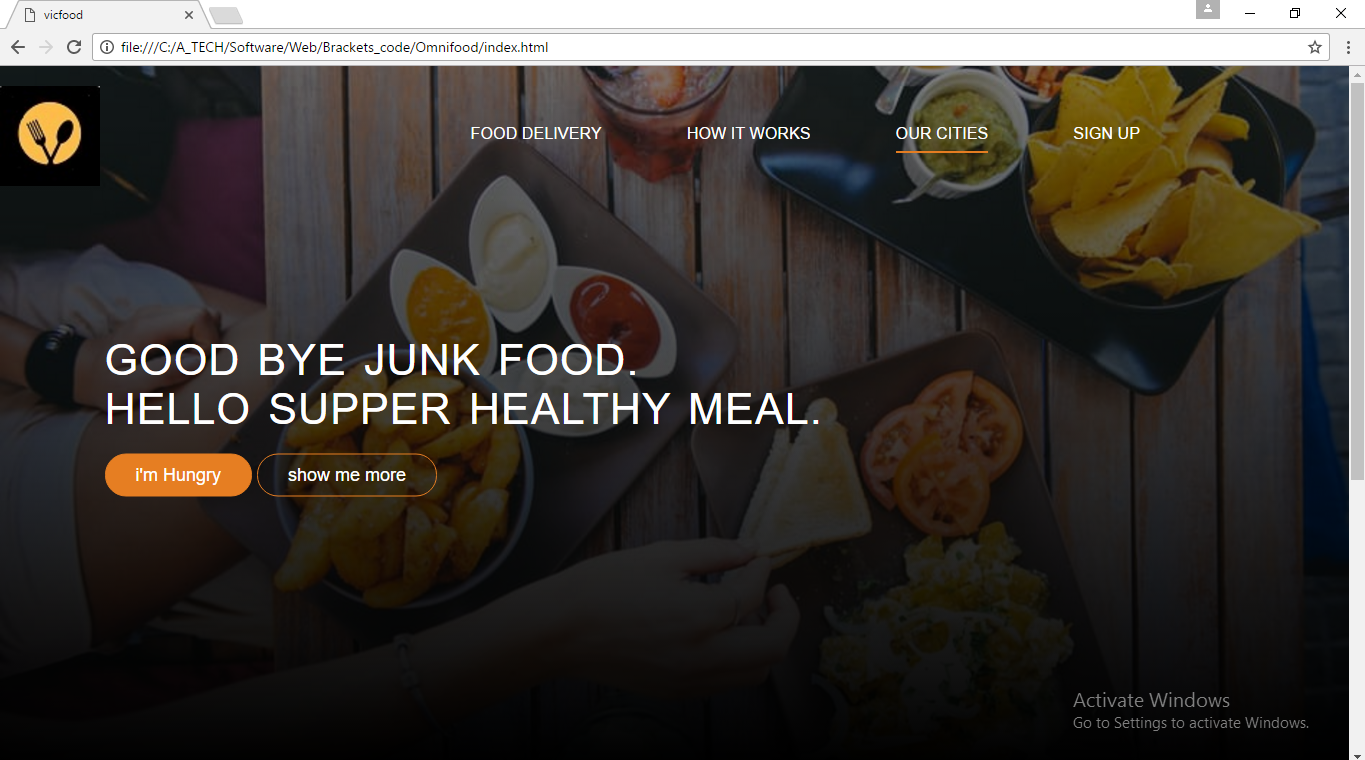 vicfood
file:///C:/A_TECH/Software/Web/Brackets_code/Omnifood/index.html
FOOD DELIVERY HOW IT WORKS OUR CITIES SIGN UP
GOOD BYE JUNK FOOD.
HELLO SUPPER HEALTHY MEAL.
i'm Hungry show me more
Activate Windows
Go to Settings to activate Windows.